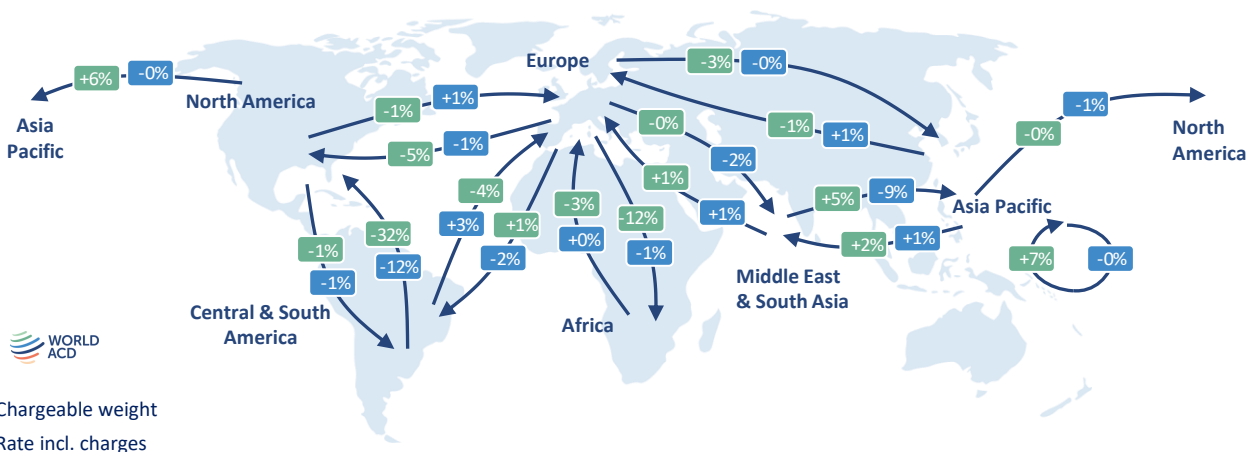 Europe
-3%
-0%
+6%
-0%
North America
Asia
Pacific
-1%
+1%
-5%
-1%
-0%
-2%
-1%
+1%
-0%
-1%
North
America
-4%
+3%
+1%
-2%
-3%
+0%
-12%
-1%
+1%
+1%
+5%
-9%
Asia Pacific
+2%
+1%
+7%
-0%
-1%
-1%
-32%
-12%
Middle East
& South Asia
Central & South
America
Africa
WORLD
ACD
Chargeable weight
Rate incl. charges